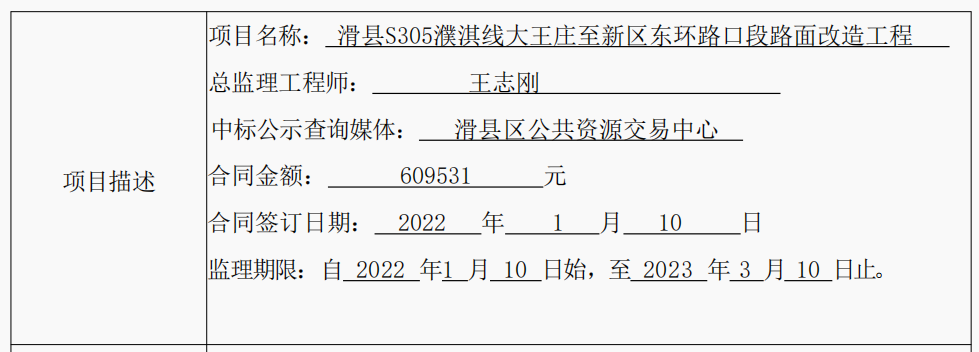 项目描述
项目名称：滑县S305濮淇线大王庄至新区东环路口段路面改造工程
总监理工程师：王志刚
中标公示查询媒体：滑县区公共资源交易中心
合同金额：609531元
合同签订日期：2022年1月10日
监理期限：自2022年1月10日始，至2023年3月10日止。